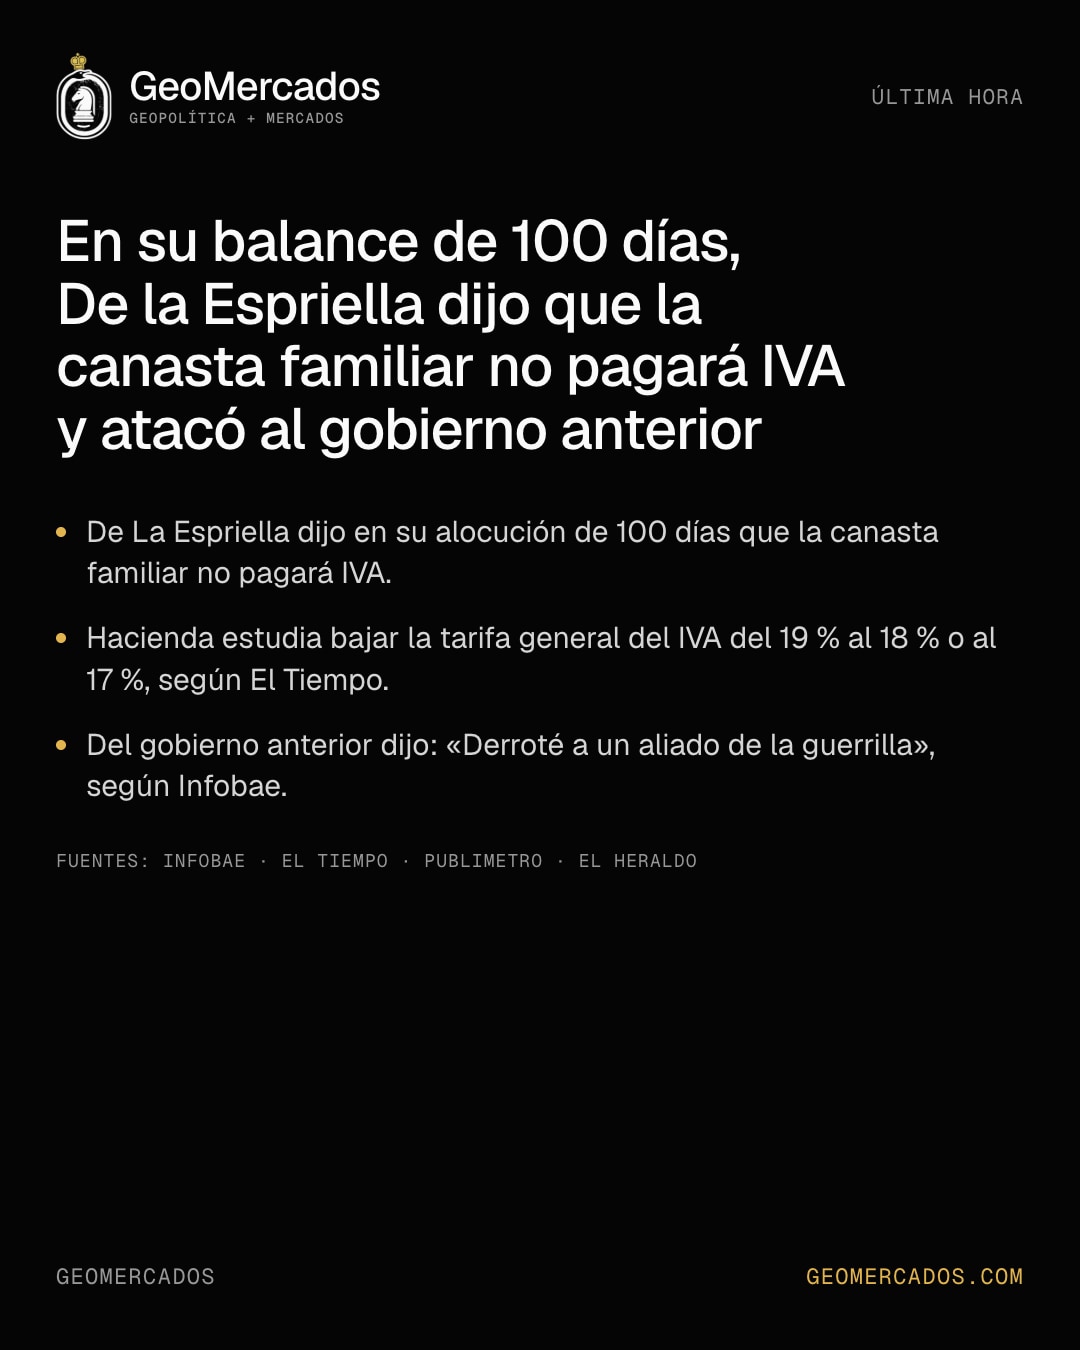 GeoMercados
GEOPOLÍTICA + MERCADOS
ÚLTIMA HORA
En su balance de 100 días,
De la Espriella dijo que la
canasta familiar no pagará IVA
y atacó al gobierno anterior
• De La Espriella dijo en su alocución de 100 días que la canasta
familiar no pagará IVA.
• Hacienda estudia bajar la tarifa general del IVA del 19 % al 18 % o al
17 %, según El Tiempo.
• Del gobierno anterior dijo: «Derroté a un aliado de la guerrilla»,
según Infobae.
FUENTES: INFOBAE · EL TIEMPO · PUBLIMETRO · EL HERALDO
GEOMERCADOS
GEOMERCADOS.COM